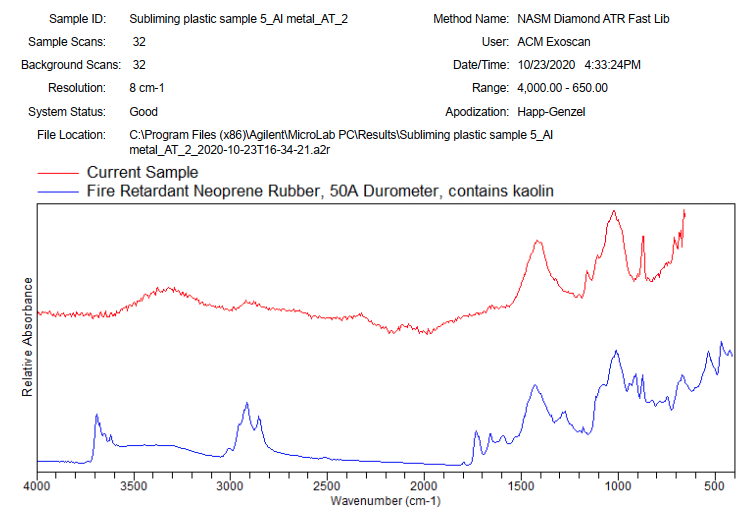 Sample ID: Subliming plastic sample 5_Al metal_AT_2 Method Name: NASM Diamond ATR Fast Lib
Sample Scans: 32 User: ACM Exoscan
Background Scans: 32 Date/Time: 10/23/2020 4:33:24PM
Resolution: 8 cm-1 Range: 4,000.00 - 650.00
System Status: Good Apodization: Happ-Genzel
File Location: C:\Program Files (x86)\Agilent\MicroLab PC\Results\Subliming plastic sample 5_Al
metal_AT_2_2020-10-23T16-34-21.a2r
Current Sample
Fire Retardant Neoprene Rubber, 50A Durometer, contains kaolin
Relative Absorbance
4000 3500 3000 2500 2000 1500 1000 500
Wavenumber (cm-1)